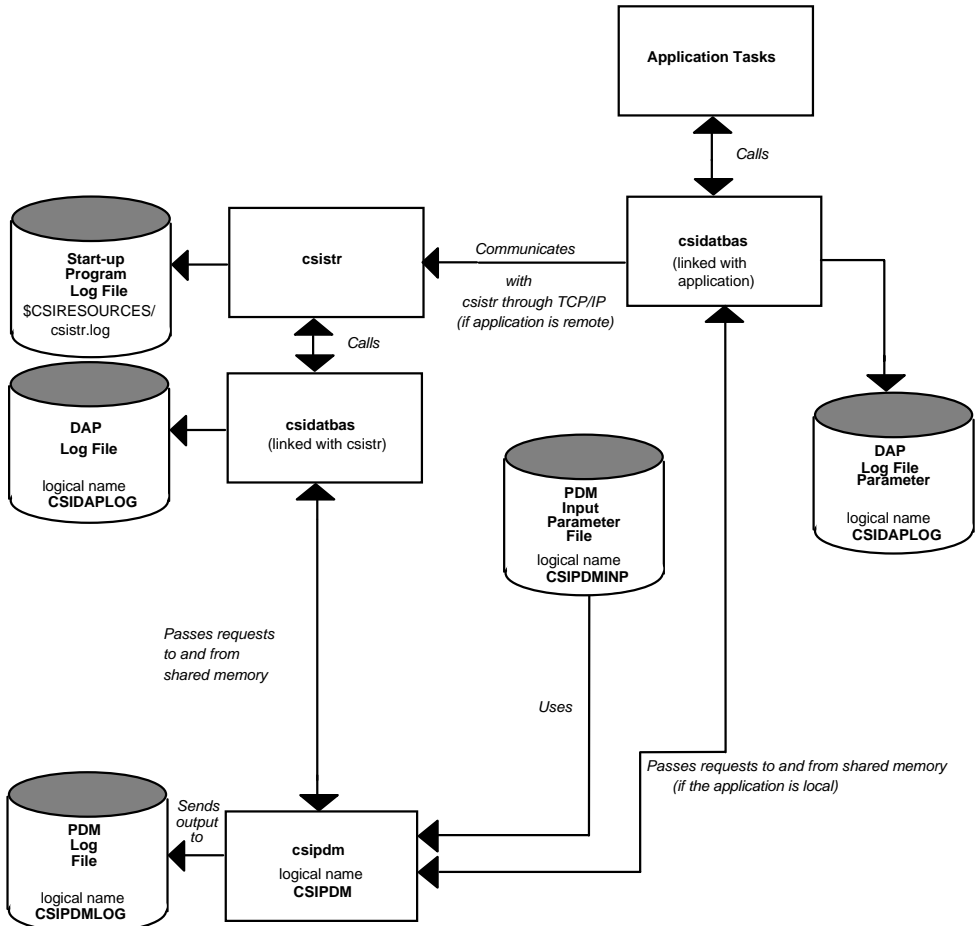 Application Tasks
Calls
Start-up
Program
Log File
$CSIRESOURCES/
csistr.log
csistr
Communicates
with
csistr through TCP/IP
(if application is remote)
csidatbas
(linked with
application)
Calls
DAP
Log File
logical name
CSIDAPLOG
csidatbas
(linked with csistr)
PDM
Input
Parameter
File
logical name
CSIPDMINP
DAP
Log File
Parameter
logical name
CSIDAPLOG
Passes requests
to and from
shared memory
Uses
Passes requests to and from shared memory
(if the application is local)
PDM
Log
File
logical name
CSIPDMLOG
Sends
output
to
csipdm
logical name
CSIPDM